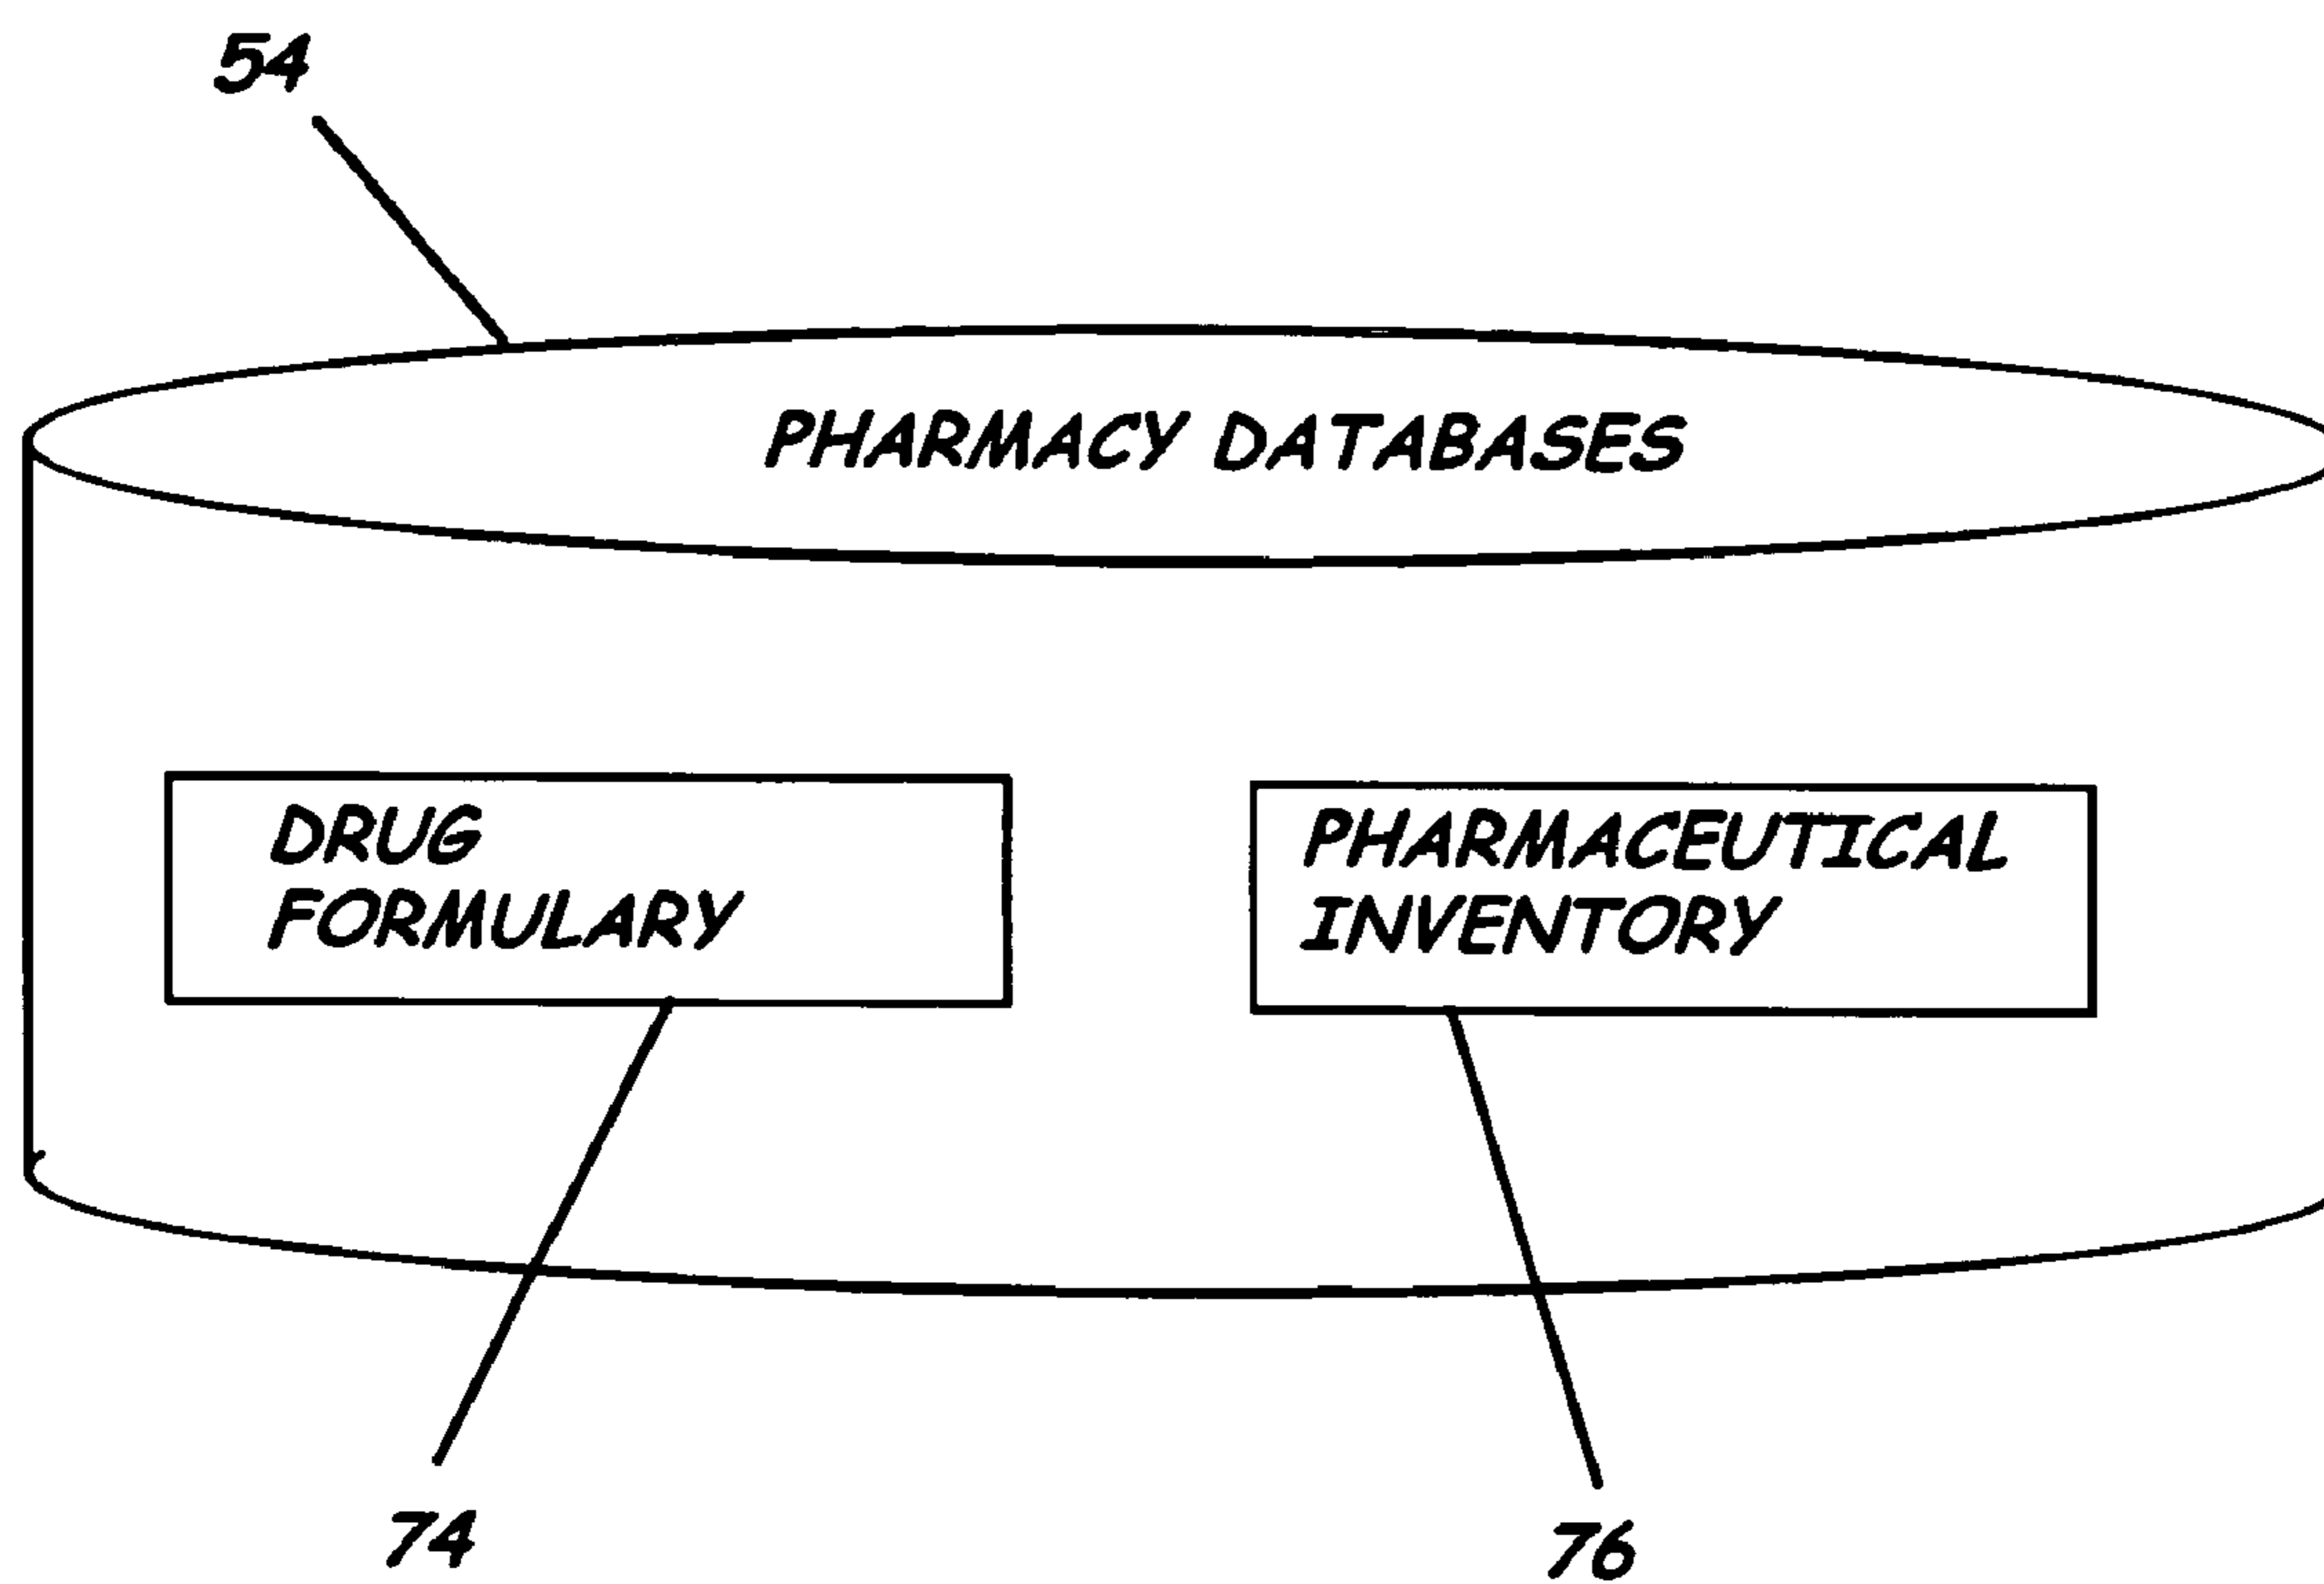 54
PHARMACY DATABASES
DRUG
FORMULARY
PHARMACEUTICAL
INVENTORY
74
76